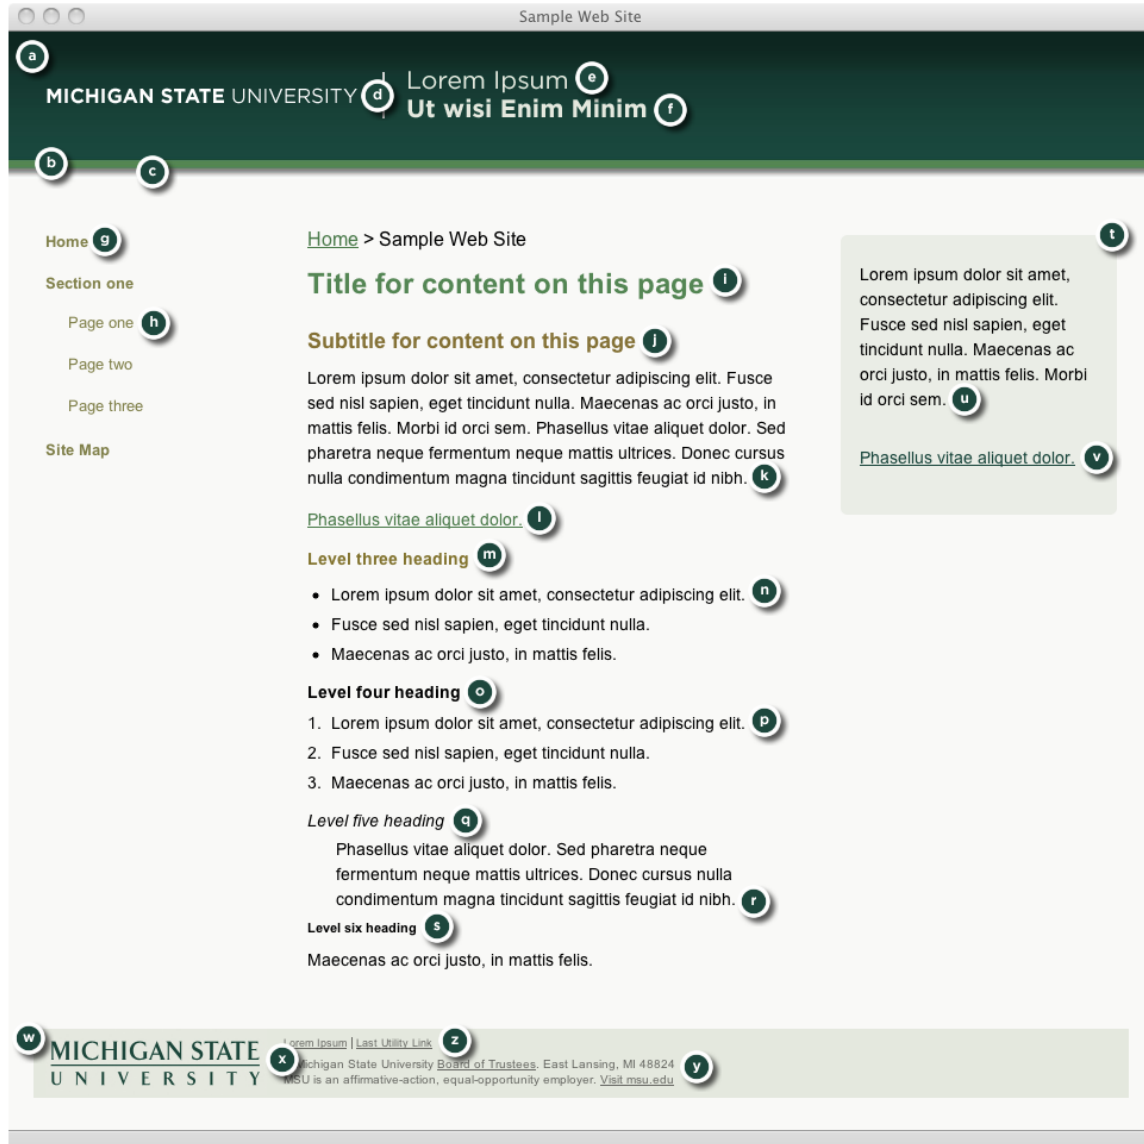 Sample Web Site
a
MICHIGAN STATE UNIVERSITY d
Lorem Ipsum e
Ut wisi Enim Minim f
b
c
Home g
Section one
Page one h
Page two
Page three
Site Map
Home > Sample Web Site
Title for content on this page i
Subtitle for content on this page j
Lorem ipsum dolor sit amet, consectetur adipiscing elit. Fusce
sed nisl sapien, eget tincidunt nulla. Maecenas ac orci justo, in
mattis felis. Morbi id orci sem. Phasellus vitae aliquet dolor. Sed
pharetra neque fermentum neque mattis ultrices. Donec cursus
nulla condimentum magna tincidunt sagittis feugiat id nibh. k
Phasellus vitae aliquet dolor. l
Level three heading m
• Lorem ipsum dolor sit amet, consectetur adipiscing elit. n
• Fusce sed nisl sapien, eget tincidunt nulla.
• Maecenas ac orci justo, in mattis felis.
Level four heading o
1. Lorem ipsum dolor sit amet, consectetur adipiscing elit. p
2. Fusce sed nisl sapien, eget tincidunt nulla.
3. Maecenas ac orci justo, in mattis felis.
Level five heading q
Phasellus vitae aliquet dolor. Sed pharetra neque
fermentum neque mattis ultrices. Donec cursus nulla
condimentum magna tincidunt sagittis feugiat id nibh. r
Level six heading s
Maecenas ac orci justo, in mattis felis.
t
Lorem ipsum dolor sit amet,
consectetur adipiscing elit.
Fusce sed nisl sapien, eget
tincidunt nulla. Maecenas ac
orci justo, in mattis felis. Morbi
id orci sem. u
Phasellus vitae aliquet dolor. v
w
MICHIGAN STATE
UNIVERSITY
x
Lorem Ipsum | Last Utility Link z
Michigan State University Board of Trustees. East Lansing, MI 48824 y
MSU is an affirmative-action, equal-opportunity employer. Visit msu.edu